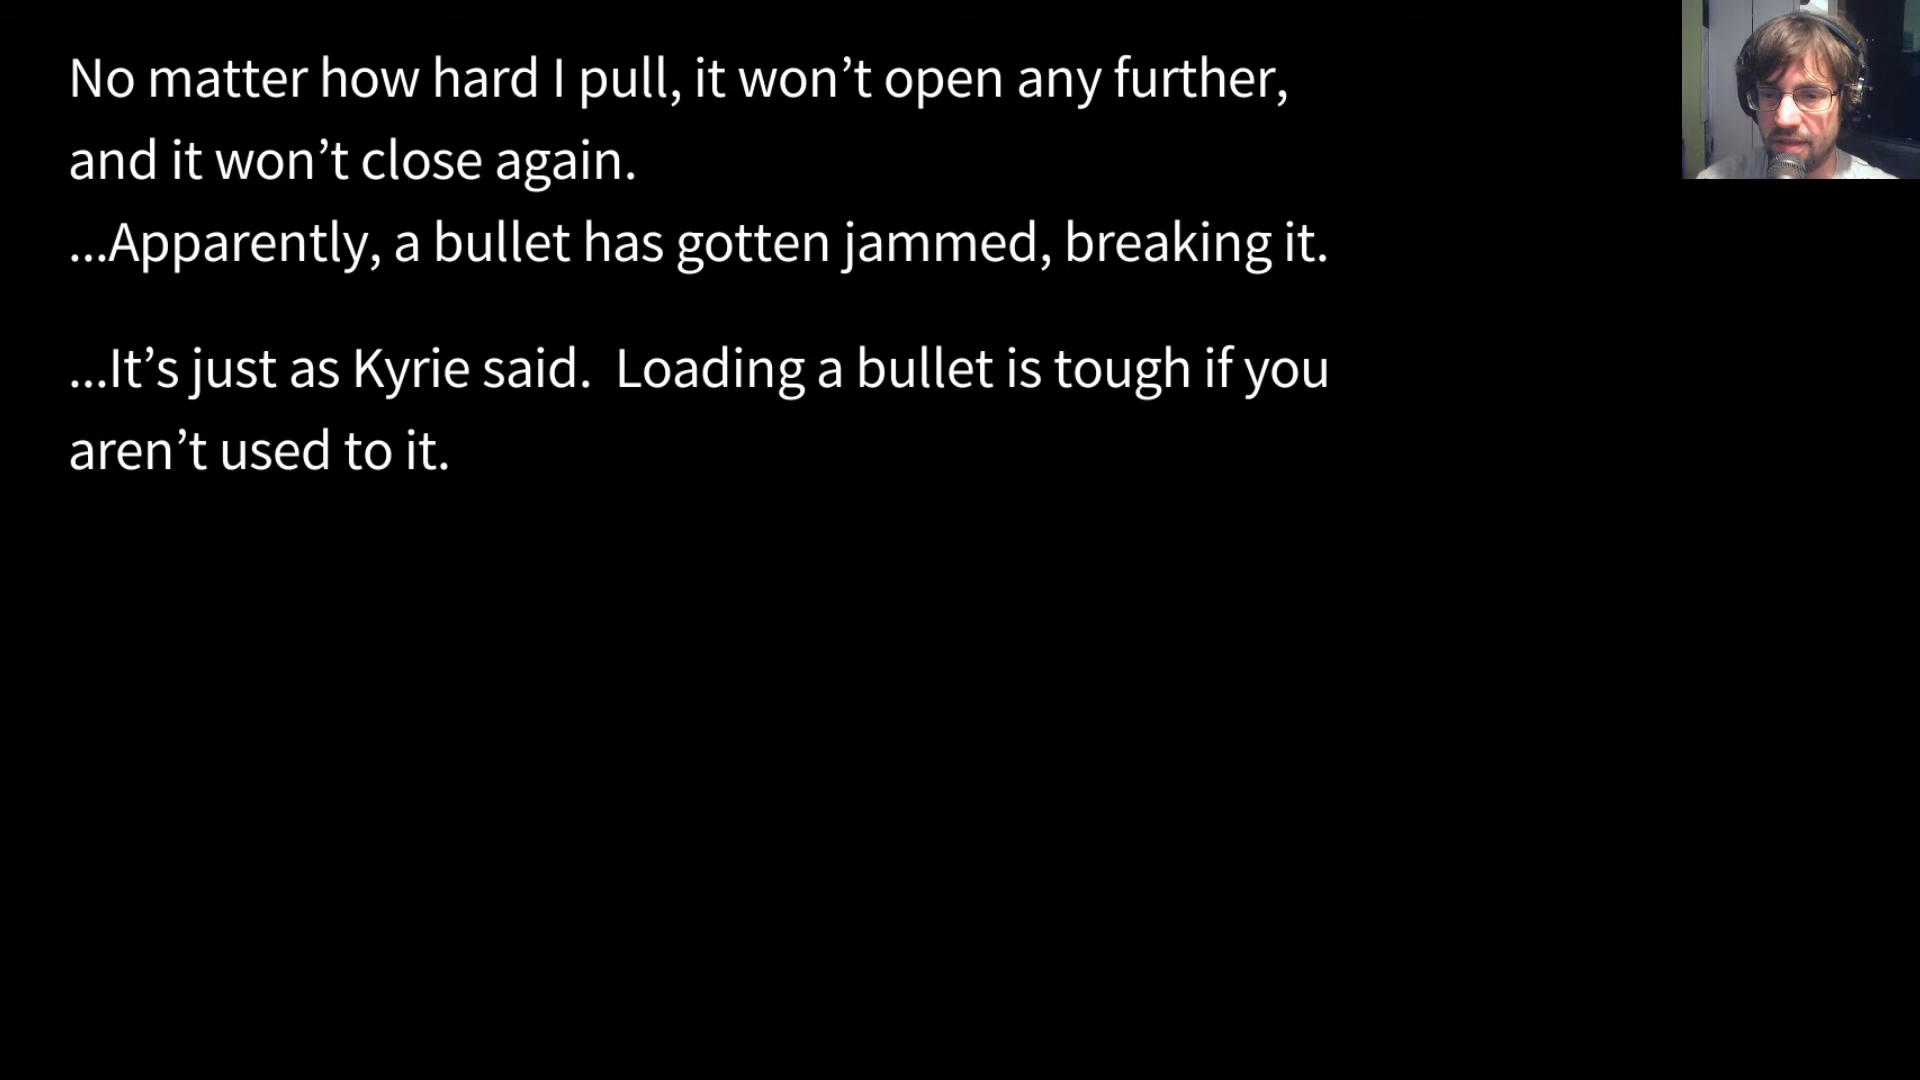 No matter how hard I pull, it won’t open any further,
and it won’t close again.
...Apparently, a bullet has gotten jammed, breaking it.
...It’s just as Kyrie said.  Loading a bullet is tough if you
aren’t used to it.